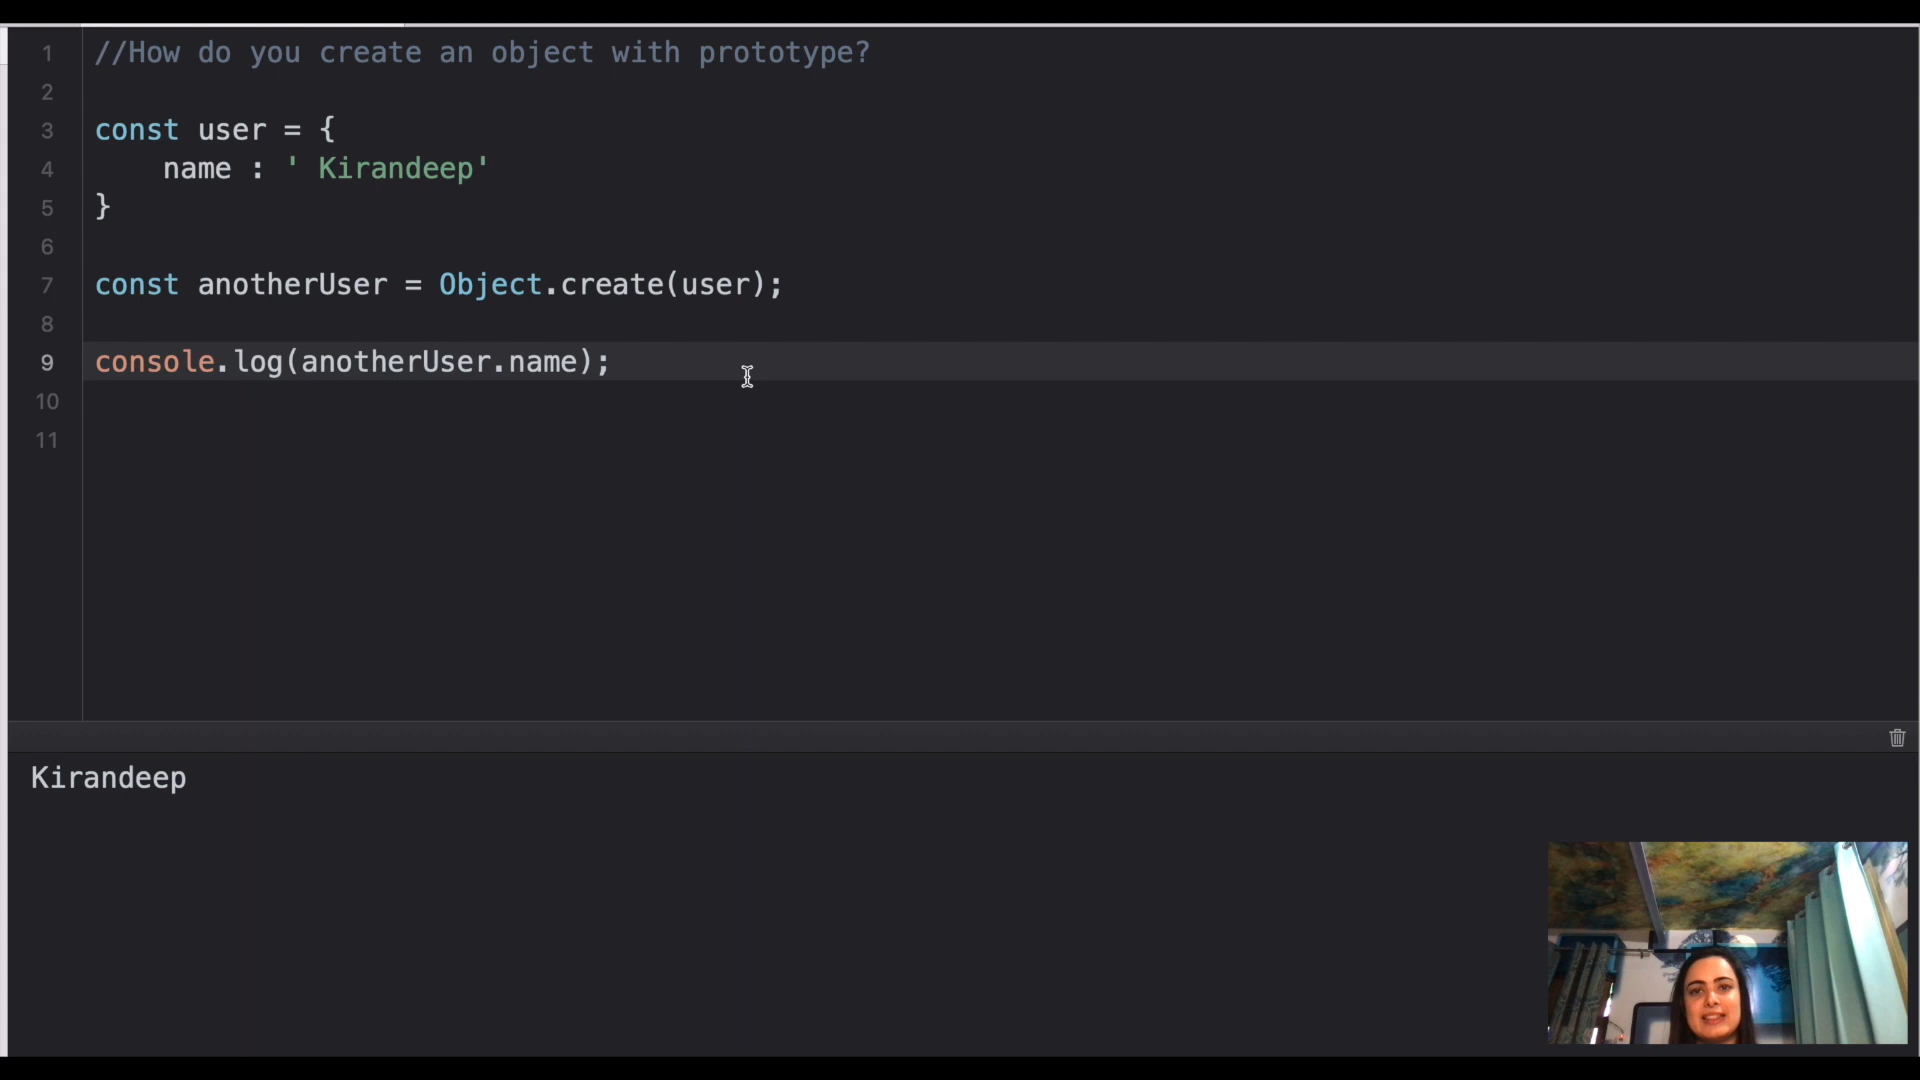 1 //How do you create an object with prototype?
2
3 const user = {
4     name : ' Kirandeep'
5 }
6
7 const anotherUser = Object.create(user);
8
9 console.log(anotherUser.name);
10
11
Kirandeep